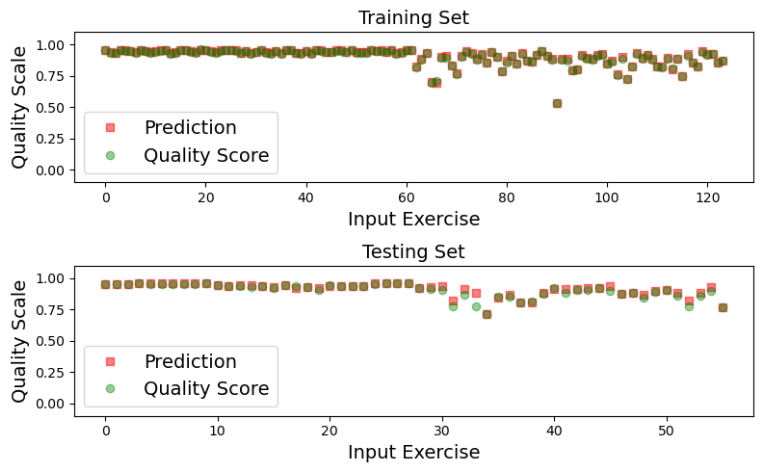 Training Set
1.00
0.75
0.50
0.25
0.00
Quality Scale
Prediction
Quality Score
0 20 40 60 80 100 120
Input Exercise
Testing Set
1.00
0.75
0.50
0.25
0.00
Quality Scale
Prediction
Quality Score
0 10 20 30 40 50
Input Exercise